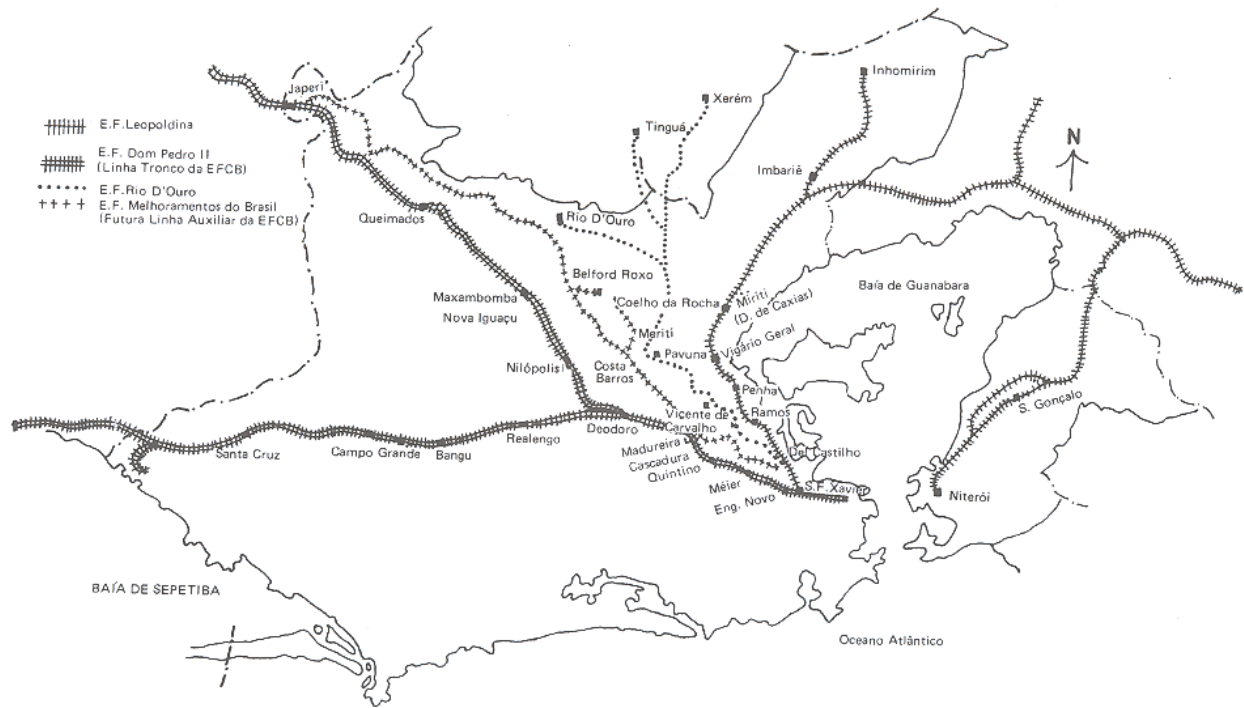 E.F. Leopoldina
E.F. Dom Pedro II
(Linha Tronco da EFCB)
E.F. Rio D'Ouro
E.F. Melhoramentos do Brasil
(Futura Linha Auxiliar da EFCB)
Japeri
Inhomirim
Xerém
Tinguá
N
Imbariê
Queimados
Rio D'Ouro
Belford Roxo
Baía de Guanabara
Maxambomba
Nova Iguaçu
Coelho da Rocha
Miriti
(D. de Caxias)
Meriti
Vigário Geral
Pavuna
Nilópolis
Costa
Barros
Penha
S. Gonçalo
Vicente de
Carvalho
Ramos
Realengo
Deodoro
Santa Cruz
Campo Grande
Bangu
Madureira
Cascadura
Quintino
Del Castilho
Méier
Eng. Novo
S.F. Xavier
Niterói
BAÍA DE SEPETIBA
Oceano Atlântico